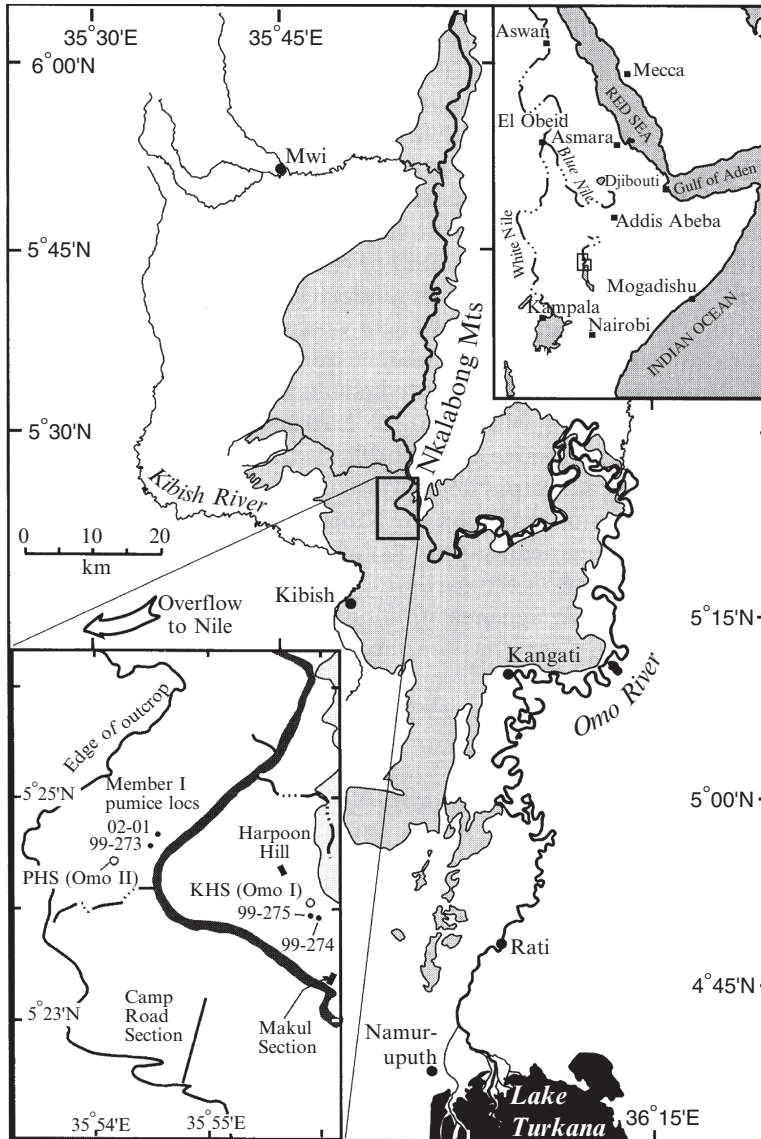 35°30'E
35°45'E
6°00'N
Mwi
5°45'N
Nkalabong Mts
5°30'N
Kibish River
0 10 20
km
Overflow
to Nile
Kibish
5°15'N
Kangati
Omo River
5°00'N
Rati
4°45'N
Namur-
uputh
Lake
Turkana
36°15'E
Aswan
Mecca
RED SEA
El Obeid
Asmara
Blue Nile
Djibouti
Gulf of Aden
Addis Abeba
White Nile
Mogadishu
Kampala
Nairobi
INDIAN OCEAN
Edge of outcrop
5°25'N
Member I
pumice locs
02-01
99-273
PHS (Omo II)
Harpoon
Hill
KHS (Omo I)
99-275
99-274
5°23'N
Camp
Road
Section
Makul
Section
35°54'E
35°55'E